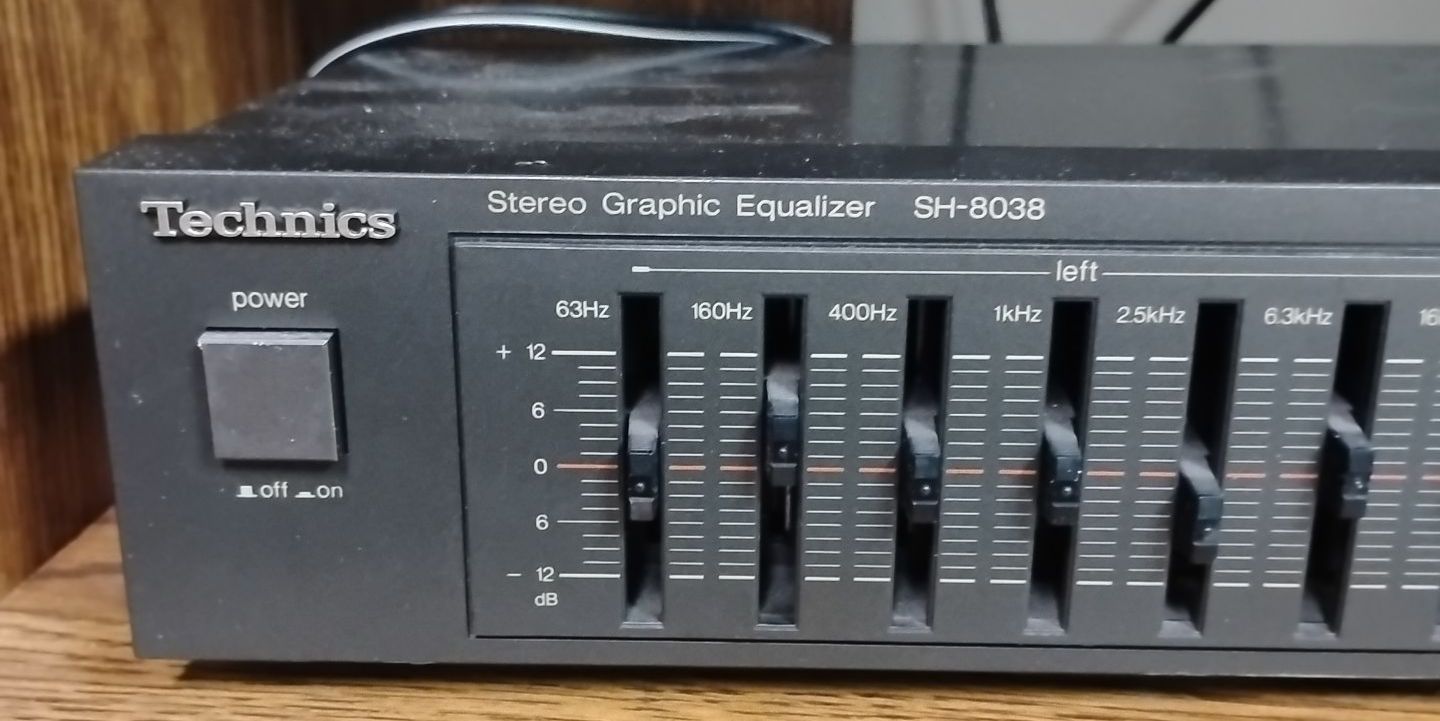 Technics
Stereo Graphic Equalizer SH-8038
left
power
63Hz 160Hz 400Hz 1kHz 2.5kHz 6.3kHz
+ 12
6
0
off on
6
− 12
dB